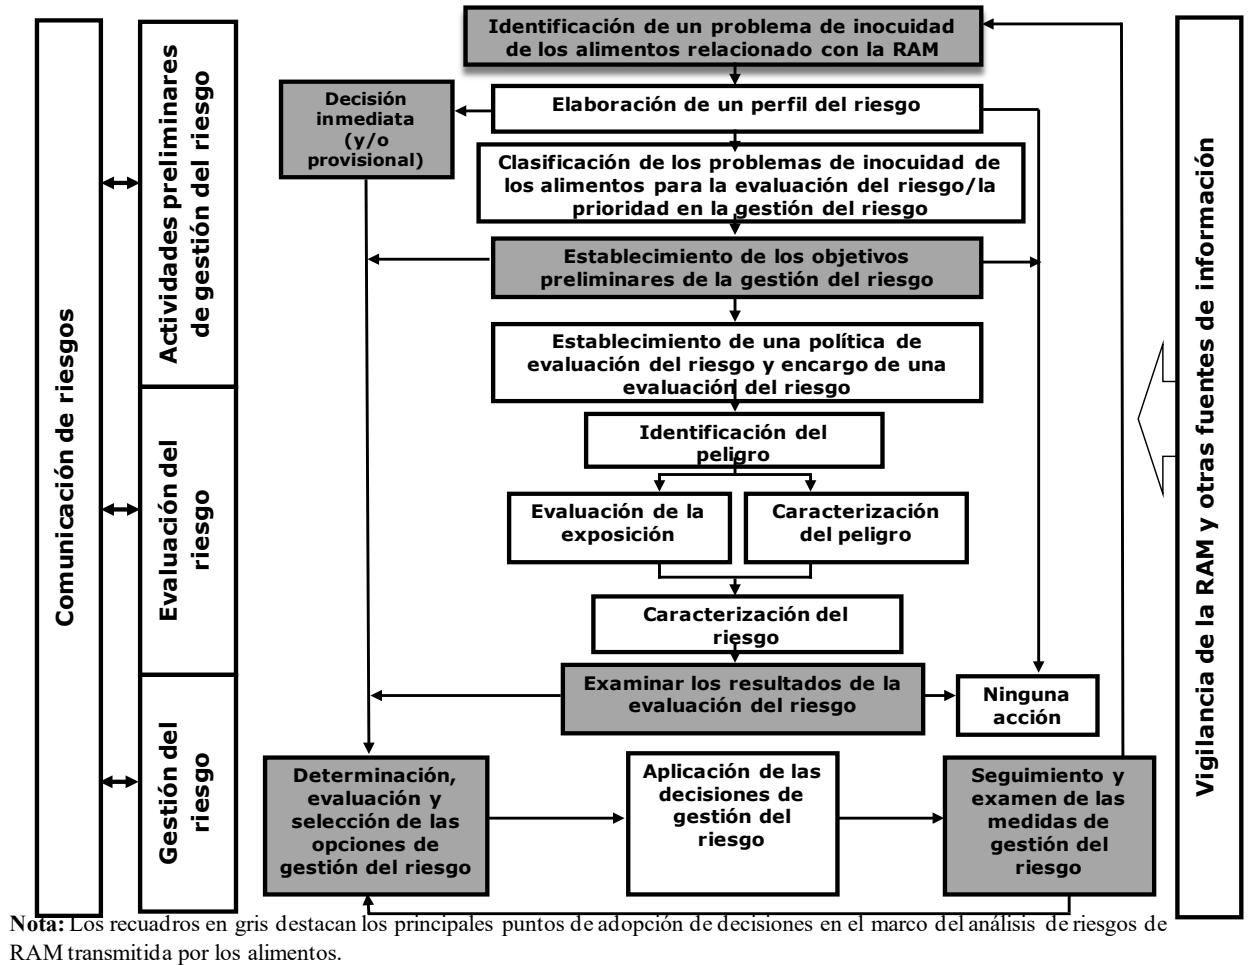 Comunicación de riesgos
Actividades preliminares
de gestión del riesgo
Evaluación del
riesgo
Gestión del
riesgo
Identificación de un problema de inocuidad
de los alimentos relacionado con la RAM
Decisión
inmediata
(y/o
provisional)
Elaboración de un perfil del riesgo
Clasificación de los problemas de inocuidad de
los alimentos para la evaluación del riesgo/la
prioridad en la gestión del riesgo
Establecimiento de los objetivos
preliminares de la gestión del riesgo
Establecimiento de una política de
evaluación del riesgo y encargo de una
evaluación del riesgo
Identificación del
peligro
Evaluación de la
exposición
Caracterización
del peligro
Caracterización del
riesgo
Examinar los resultados de la
evaluación del riesgo
Ninguna
acción
Determinación,
evaluación y
selección de las
opciones de
gestión del riesgo
Aplicación de las
decisiones de
gestión del
riesgo
Seguimiento y
examen de las
medidas de
gestión del
riesgo
Vigilancia de la RAM y otras fuentes de información
Nota: Los recuadros en gris destacan los principales puntos de adopción de decisiones en el marco del análisis de riesgos de
RAM transmitida por los alimentos.